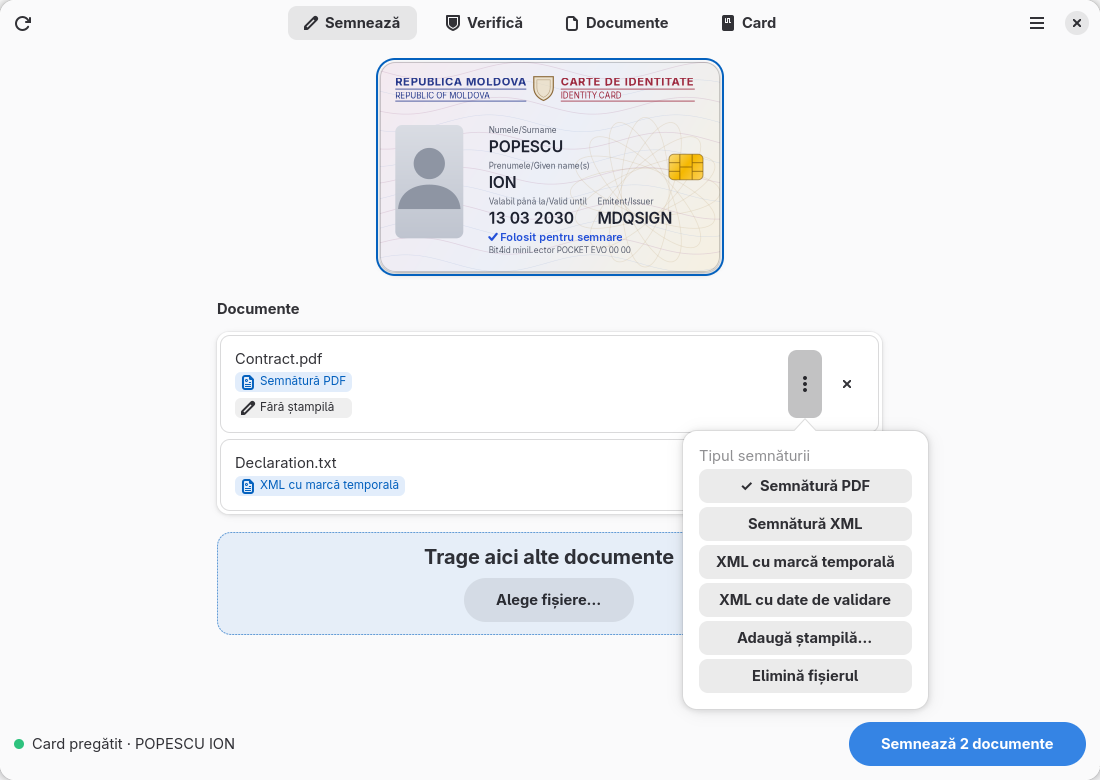 Semnează
Verifică
Documente
Card
REPUBLICA MOLDOVA
CARTE DE IDENTITATE
REPUBLIC OF MOLDOVA
IDENTITY CARD
Numele/Surname
POPESCU
Prenumele/Given name(s)
ION
Valabil până la/Valid until
Emitent/Issuer
13 03 2030
MDQSIGN
Folosit pentru semnare
Bit4id miniLector POCKET EVO 00 00
Documente
Contract.pdf
Semnătură PDF
Fără ștampilă
Declaration.txt
XML cu marcă temporală
Trage aici alte documente
Alege fișiere...
Tipul semnăturii
Semnătură PDF
Semnătură XML
XML cu marcă temporală
XML cu date de validare
Adaugă ștampilă...
Elimină fișierul
Card pregătit · POPESCU ION
Semnează 2 documente